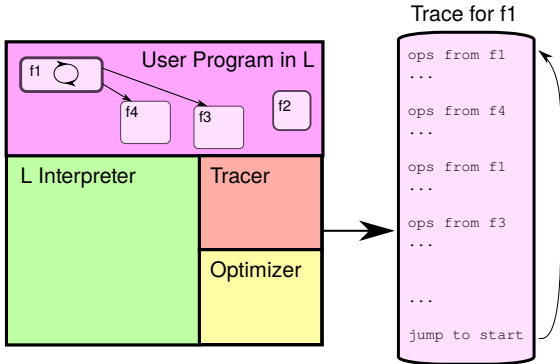 Trace for f1
User Program in L
f1
f4
f3
f2
L Interpreter
Tracer
Optimizer
ops from f1
...
ops from f4
...
ops from f1
...
ops from f3
...
...
jump to start